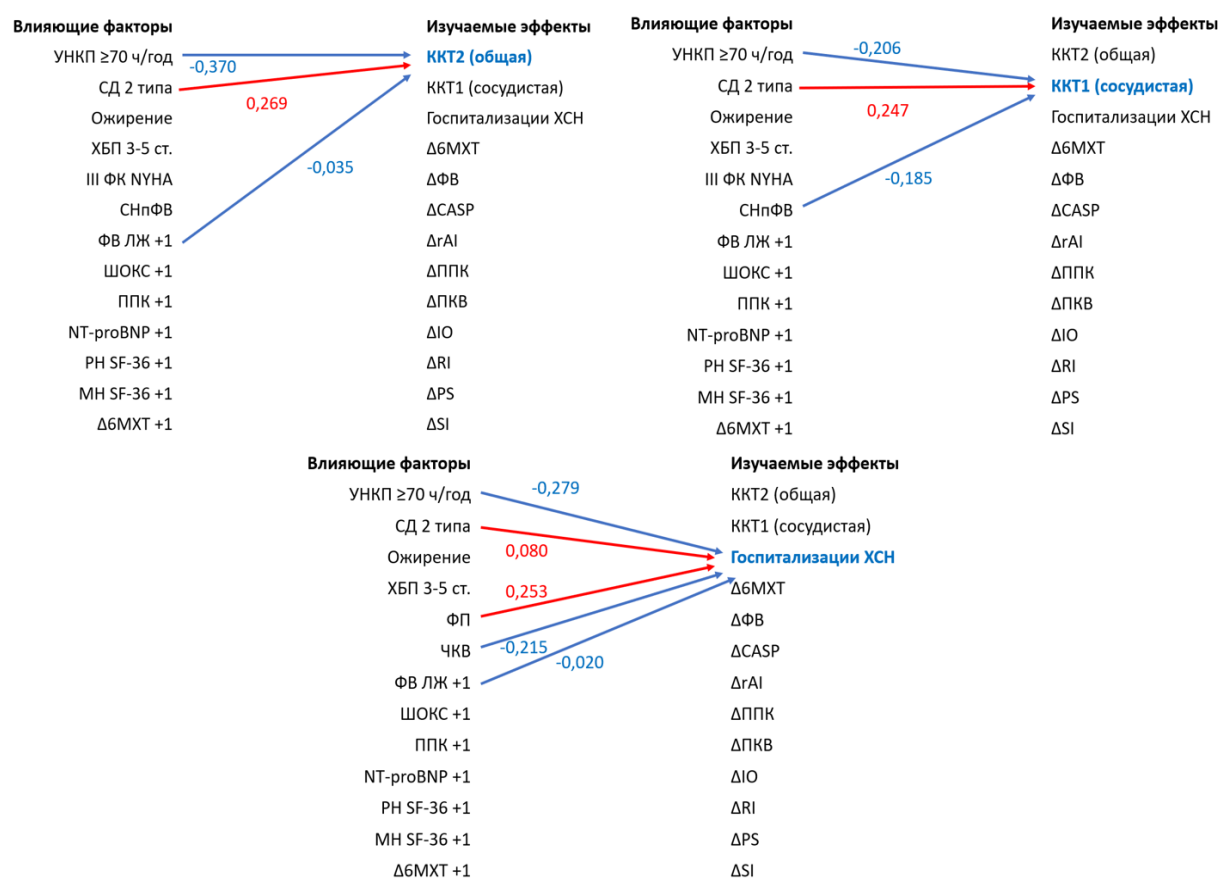 Влияющие факторы
УНКП ≥70 ч/год
СД 2 типа
Ожирение
ХБП 3-5 ст.
III ФК NYHA
СНпФВ
ФВ ЛЖ +1
ШОКС +1
ППК +1
NT-proBNP +1
PH SF-36 +1
MH SF-36 +1
Δ6МХТ +1
-0,370
0,269
-0,035
Изучаемые эффекты
ККТ2 (общая)
ККТ1 (сосудистая)
Госпитализации ХСН
Δ6МХТ
ΔФВ
ΔCASP
ΔrAI
ΔППК
ΔПКВ
ΔIO
ΔRI
ΔPS
ΔSI
Влияющие факторы
УНКП ≥70 ч/год
СД 2 типа
Ожирение
ХБП 3-5 ст.
III ФК NYHA
СНпФВ
ФВ ЛЖ +1
ШОКС +1
ППК +1
NT-proBNP +1
PH SF-36 +1
MH SF-36 +1
Δ6МХТ +1
-0,206
0,247
-0,185
Изучаемые эффекты
ККТ2 (общая)
ККТ1 (сосудистая)
Госпитализации ХСН
Δ6МХТ
ΔФВ
ΔCASP
ΔrAI
ΔППК
ΔПКВ
ΔIO
ΔRI
ΔPS
ΔSI
Влияющие факторы
УНКП ≥70 ч/год
СД 2 типа
Ожирение
ХБП 3-5 ст.
ФП
ЧКВ
ФВ ЛЖ +1
ШОКС +1
ППК +1
NT-proBNP +1
PH SF-36 +1
MH SF-36 +1
Δ6МХТ +1
-0,279
0,080
0,253
-0,215
-0,020
Изучаемые эффекты
ККТ2 (общая)
ККТ1 (сосудистая)
Госпитализации ХСН
Δ6МХТ
ΔФВ
ΔCASP
ΔrAI
ΔППК
ΔПКВ
ΔIO
ΔRI
ΔPS
ΔSI